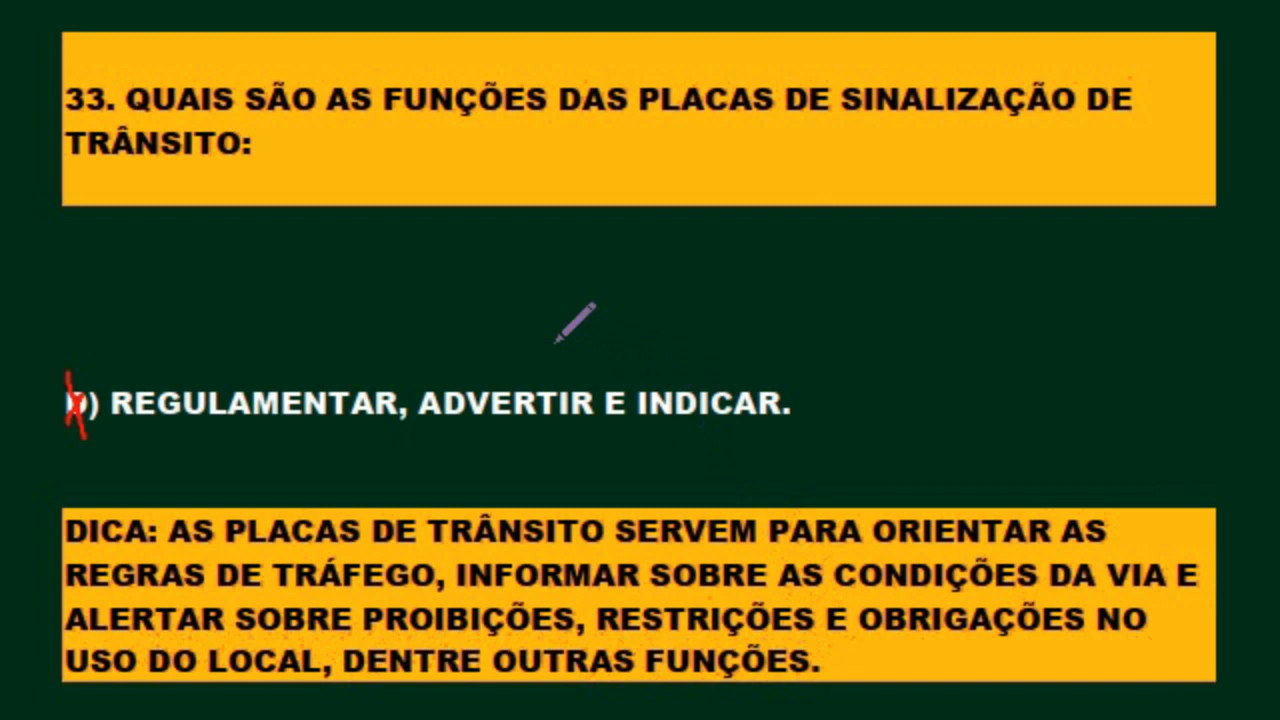 33. QUAIS SÃO AS FUNÇÕES DAS PLACAS DE SINALIZAÇÃO DE
TRÂNSITO:
D) REGULAMENTAR, ADVERTIR E INDICAR.
DICA: AS PLACAS DE TRÂNSITO SERVEM PARA ORIENTAR AS
REGRAS DE TRÁFEGO, INFORMAR SOBRE AS CONDIÇÕES DA VIA E
ALERTAR SOBRE PROIBIÇÕES, RESTRIÇÕES E OBRIGAÇÕES NO
USO DO LOCAL, DENTRE OUTRAS FUNÇÕES.